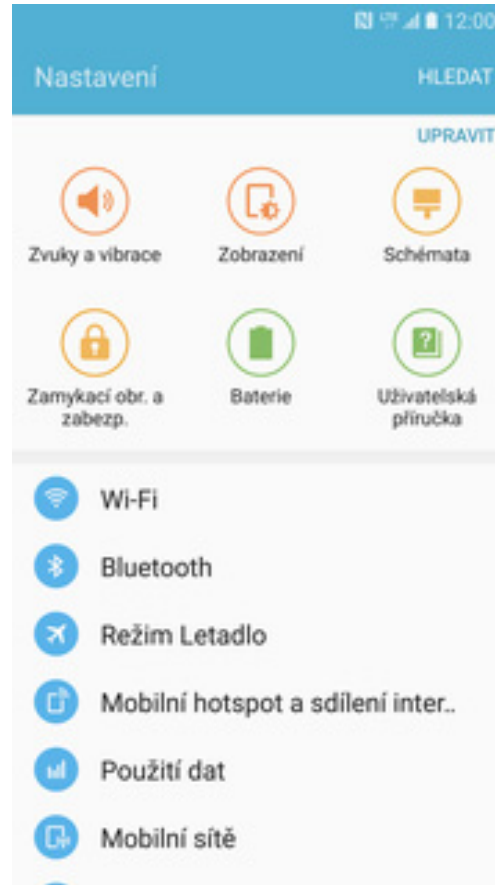 12:00
Nastavení HLEDAT
UPRAVIT
Zvuky a vibrace
Zobrazení
Schémata
Zamykací obr. a
zabezp.
Baterie
Uživatelská
příručka
Wi-Fi
Bluetooth
Režim Letadlo
Mobilní hotspot a sdílení inter..
Použití dat
Mobilní sítě